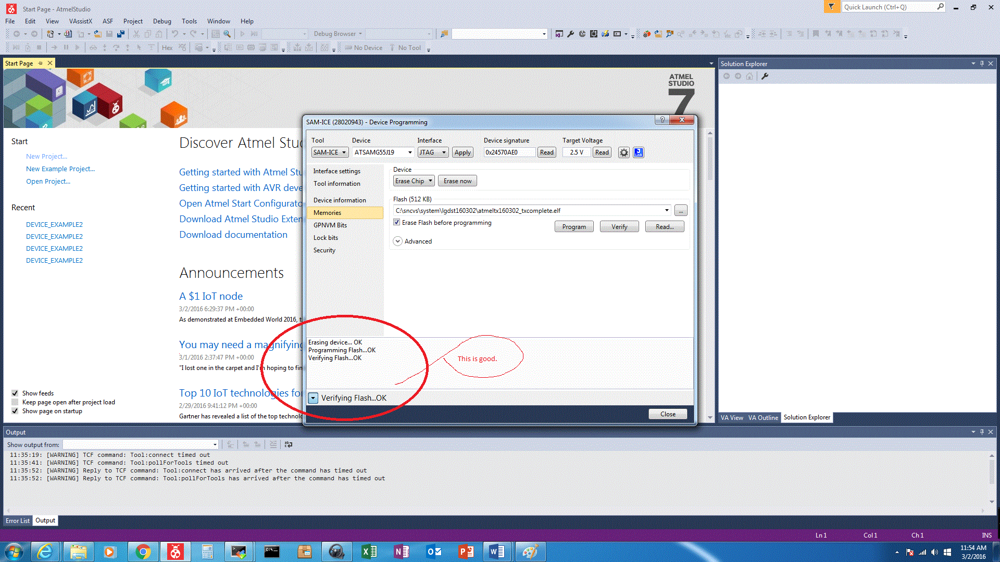 Start Page - AtmelStudio
Quick Launch (Ctrl+Q)
File Edit View VAssistX ASF Project Debug Tools Window Help
Debug Browser
Hex
No Device No Tool
Start Page
Solution Explorer
ATMEL
STUDIO
7
Start
New Project...
New Example Project...
Open Project...
Recent
DEVICE_EXAMPLE2
DEVICE_EXAMPLE2
DEVICE_EXAMPLE2
DEVICE_EXAMPLE2
Show feeds
Keep page open after project load
Show page on startup
Discover Atmel Stu
Getting started with Atmel Stu
Getting started with AVR deve
Open Atmel Start Configurato
Download Atmel Studio Exten
Download documentation
Announcements
A $1 IoT node
3/2/2016 6:29:37 PM +00:00
As demonstrated at Embedded World 2016, t
You may need a magnifying
3/1/2016 2:37:47 PM +00:00
"I lost one in the carpet and I'm hoping to fin
Top 10 IoT technologies fo
2/29/2016 9:41:12 PM +00:00
Gartner has revealed a list of the top technolo
SAM-ICE (28020943) - Device Programming
Tool Device Interface Device signature Target Voltage
SAM-ICE ATSAMG55J19 JTAG Apply 0x24570AE0 Read 2.5 V Read
J
Link
Interface settings
Tool information
Device information
Memories
GPNVM Bits
Lock bits
Security
Device
Erase Chip Erase now
Flash (512 KB)
C:\sncvs\system\lgdst160302\atmeltx160302_txcomplete.elf ...
Erase Flash before programming
Program Verify Read...
Advanced
Erasing device... OK
Programming Flash...OK
Verifying Flash...OK
This is good.
Verifying Flash...OK
Close
VA View VA Outline Solution Explorer
Output
Show output from:
11:35:19: [WARNING] TCF command: Tool:connect timed out
11:35:41: [WARNING] TCF command: Tool:pollForTools timed out
11:35:52: [WARNING] Reply to TCF command: Tool:connect has arrived after the command has timed out
11:35:52: [WARNING] Reply to TCF command: Tool:pollForTools has arrived after the command has timed out
Error List Output
Ln 1 Col 1 Ch 1 INS
11:54 AM
3/2/2016